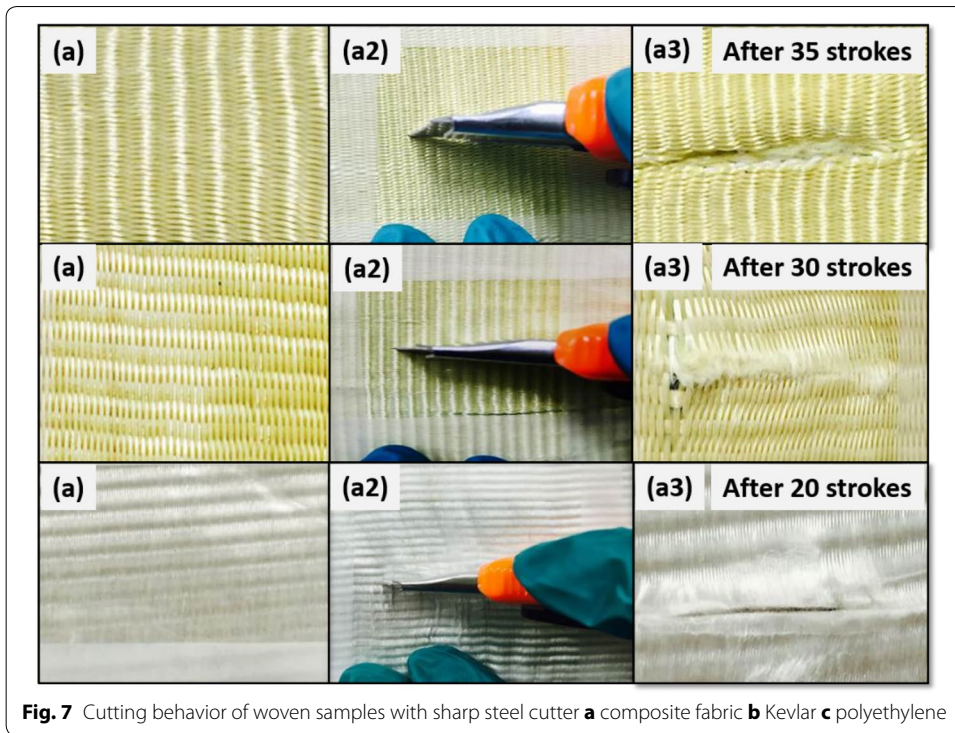 (a) (a2) (a3) After 35 strokes
(a) (a2) (a3) After 30 strokes
(a) (a2) (a3) After 20 strokes
Fig. 7 Cutting behavior of woven samples with sharp steel cutter a composite fabric b Kevlar c polyethylene